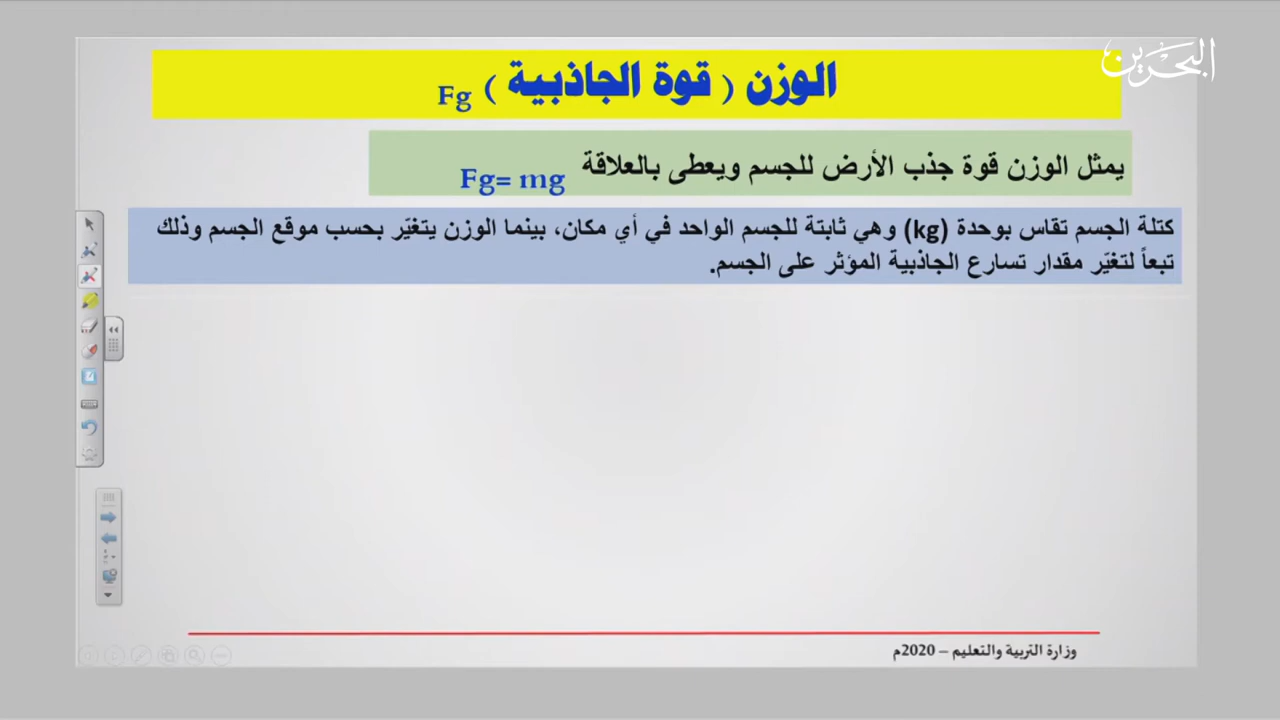 البحرين
الوزن ( قوة الجاذبية ) Fg
يمثل الوزن قوة جذب الأرض للجسم ويعطى بالعلاقة Fg= mg
كتلة الجسم تقاس بوحدة (kg) وهي ثابتة للجسم الواحد في أي مكان، بينما الوزن يتغيّر بحسب موقع الجسم وذلك
تبعاً لتغيّر مقدار تسارع الجاذبية المؤثر على الجسم.
وزارة التربية والتعليم – 2020م